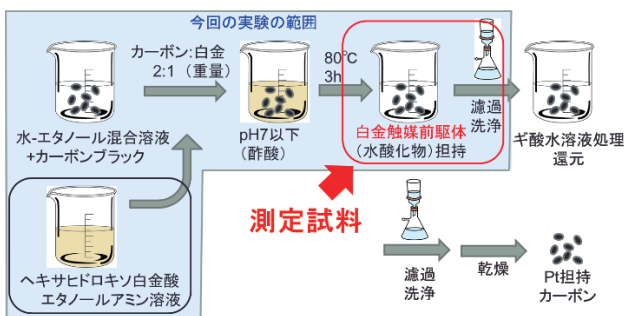 今回の実験の範囲
カーボン:白金
2:1（重量）
80℃
3h
水-エタノール混合溶液
+カーボンブラック
pH7以下
（酢酸）
白金触媒前駆体
（水酸化物）担持
濾過
洗浄
ギ酸水溶液処理
還元
測定試料
ヘキサヒドロキソ白金酸
エタノールアミン溶液
濾過
洗浄
乾燥
Pt担持
カーボン